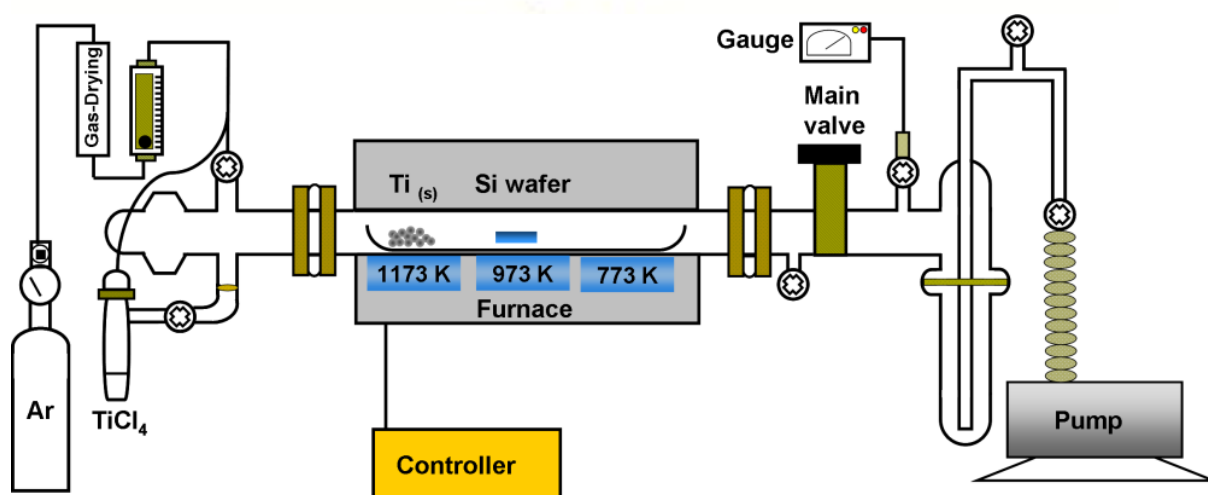 Gas-Drying
Gauge
Main
valve
Ti (s)
Si wafer
1173 K
973 K
773 K
Furnace
Ar
TiCl4
Controller
Pump